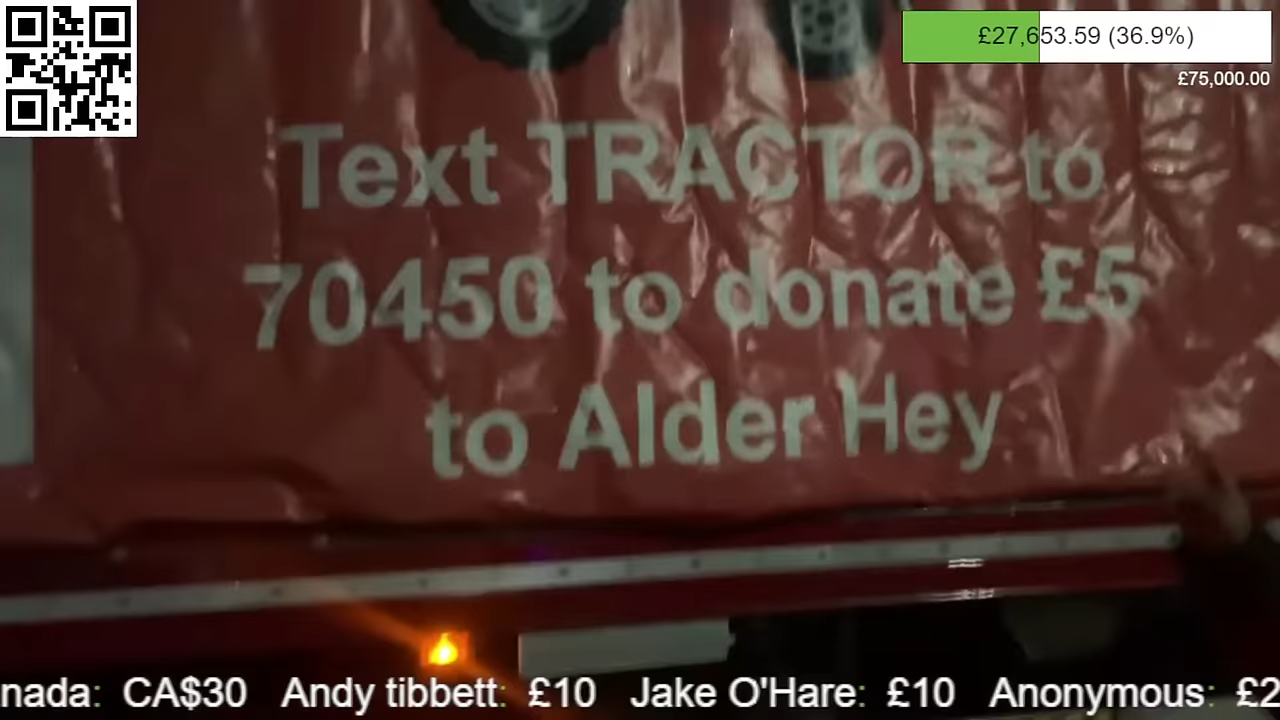 £27,653.59 (36.9%)
£75,000.00
Text TRACTOR to
70450 to donate £5
to Alder Hey
nada: CA$30 Andy tibbett: £10 Jake O'Hare: £10 Anonymous: £2